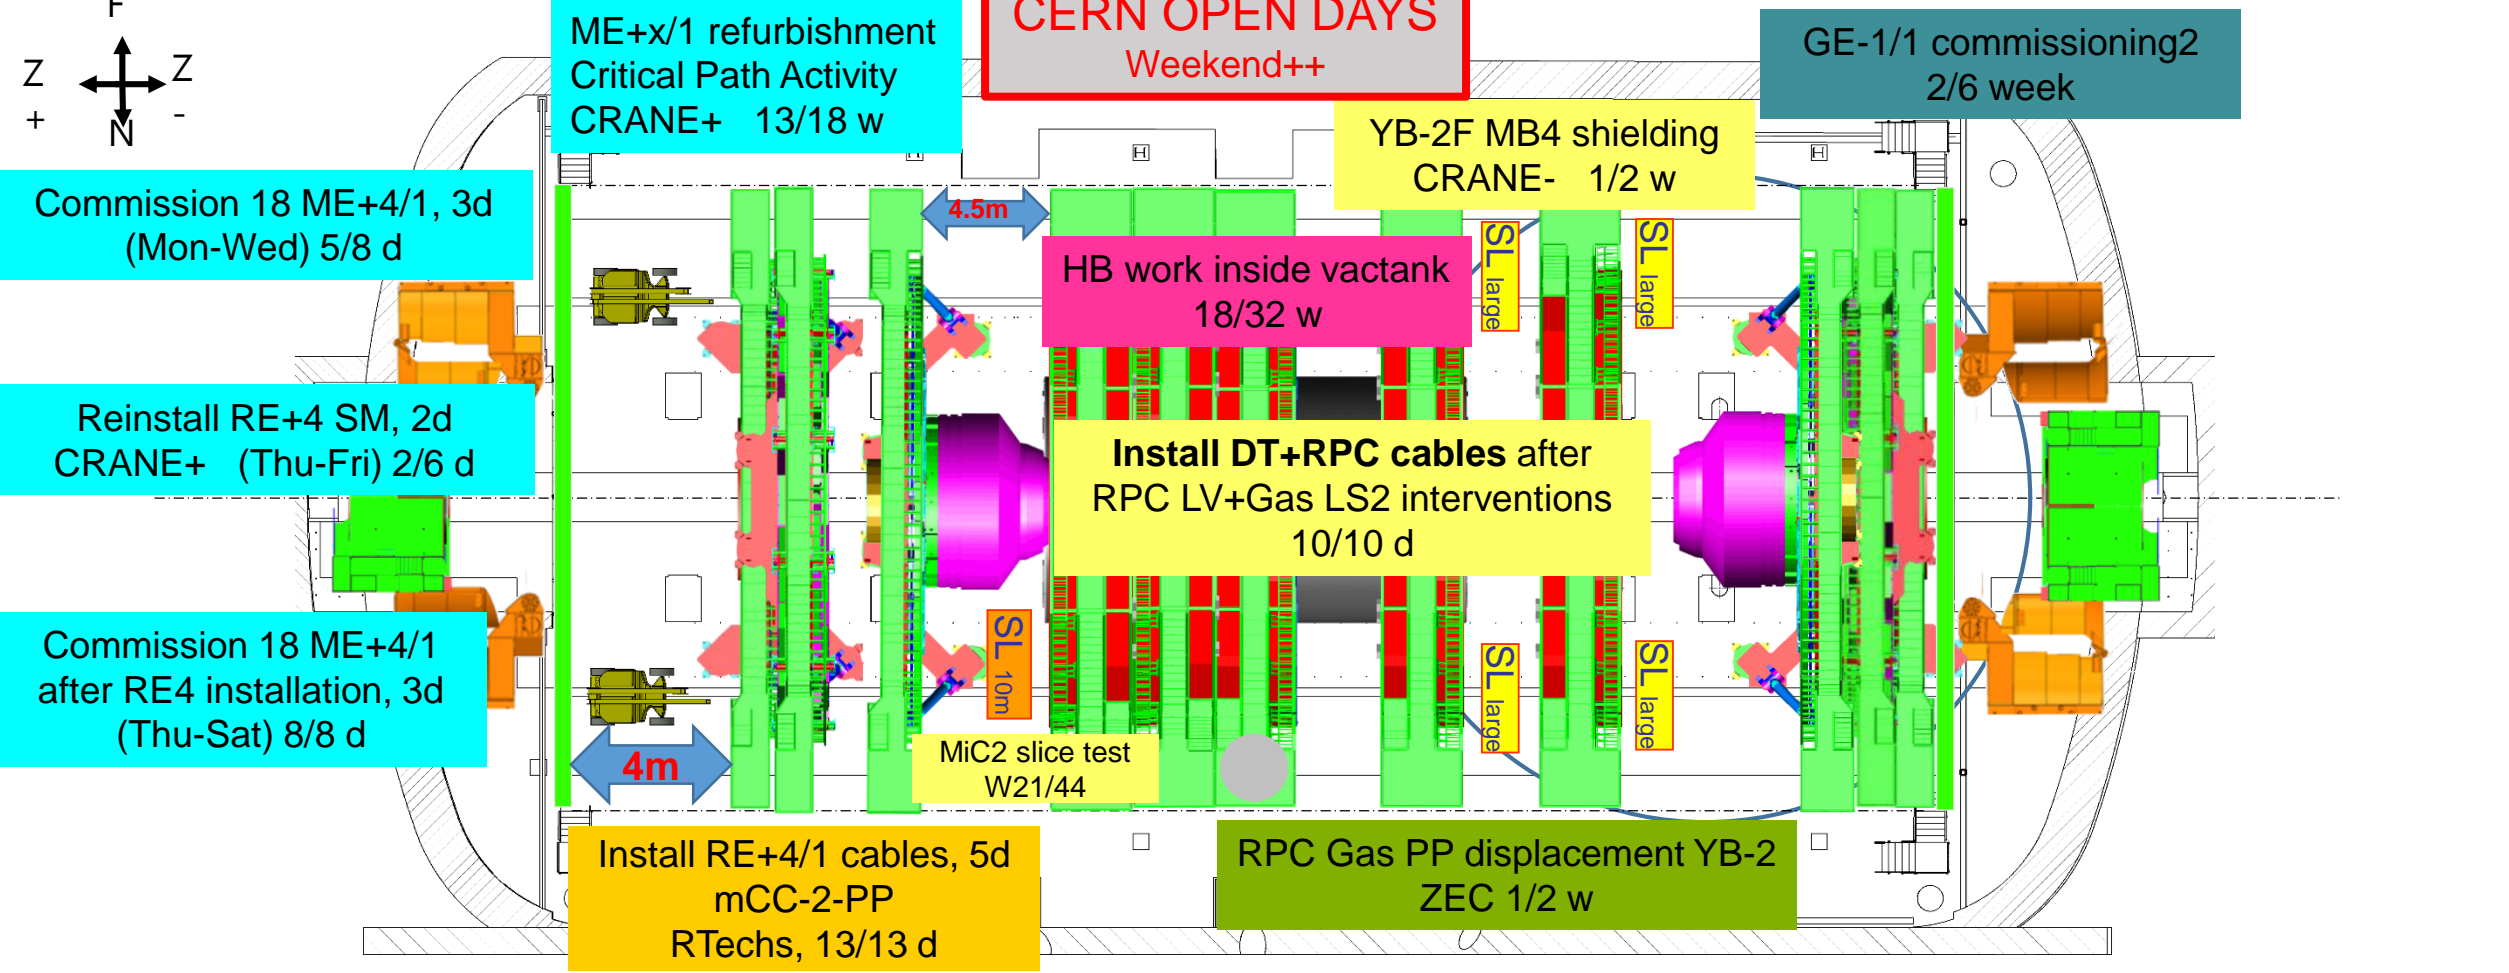 F
Z
Z
+
-
N
ME+x/1 refurbishment
Critical Path Activity
CRANE+ 13/18 w
CERN OPEN DAYS
Weekend++
GE-1/1 commissioning2
2/6 week
YB-2F MB4 shielding
CRANE- 1/2 w
Commission 18 ME+4/1, 3d
(Mon-Wed) 5/8 d
4.5m
HB work inside vactank
18/32 w
SL large
SL large
Reinstall RE+4 SM, 2d
CRANE+ (Thu-Fri) 2/6 d
Install DT+RPC cables after
RPC LV+Gas LS2 interventions
10/10 d
Commission 18 ME+4/1
after RE4 installation, 3d
(Thu-Sat) 8/8 d
SL 10m
SL large
SL large
4m
MiC2 slice test
W21/44
Install RE+4/1 cables, 5d
mCC-2-PP
RTechs, 13/13 d
RPC Gas PP displacement YB-2
ZEC 1/2 w